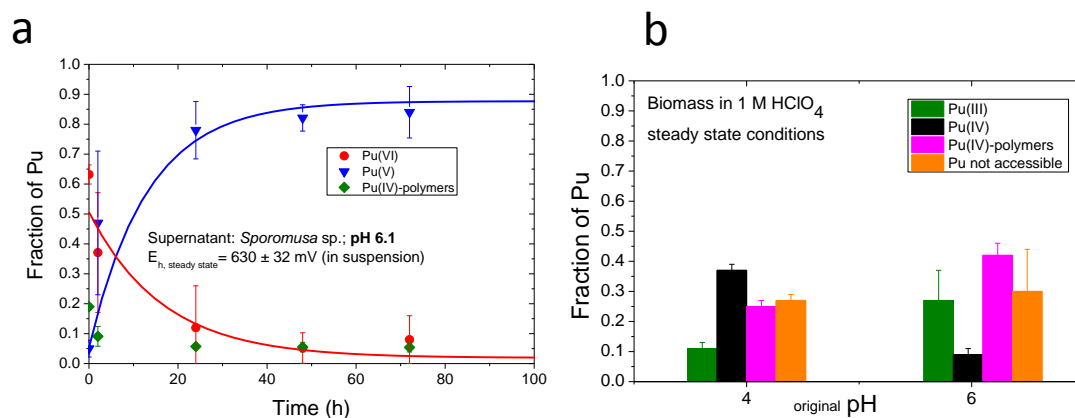 a
1.0
0.9
0.8
0.7
0.6
0.5
0.4
0.3
0.2
0.1
0.0
Fraction of Pu
Pu(VI)
Pu(V)
Pu(IV)-polymers
Supernatant: Sporomusa sp.; pH 6.1
E h, steady state = 630 ± 32 mV (in suspension)
0 20 40 60 80 100
Time (h)
b
1.0
0.9
0.8
0.7
0.6
0.5
0.4
0.3
0.2
0.1
0.0
Fraction of Pu
Biomass in 1 M HClO4
steady state conditions
Pu(III)
Pu(IV)
Pu(IV)-polymers
Pu not accessible
4 6
original pH